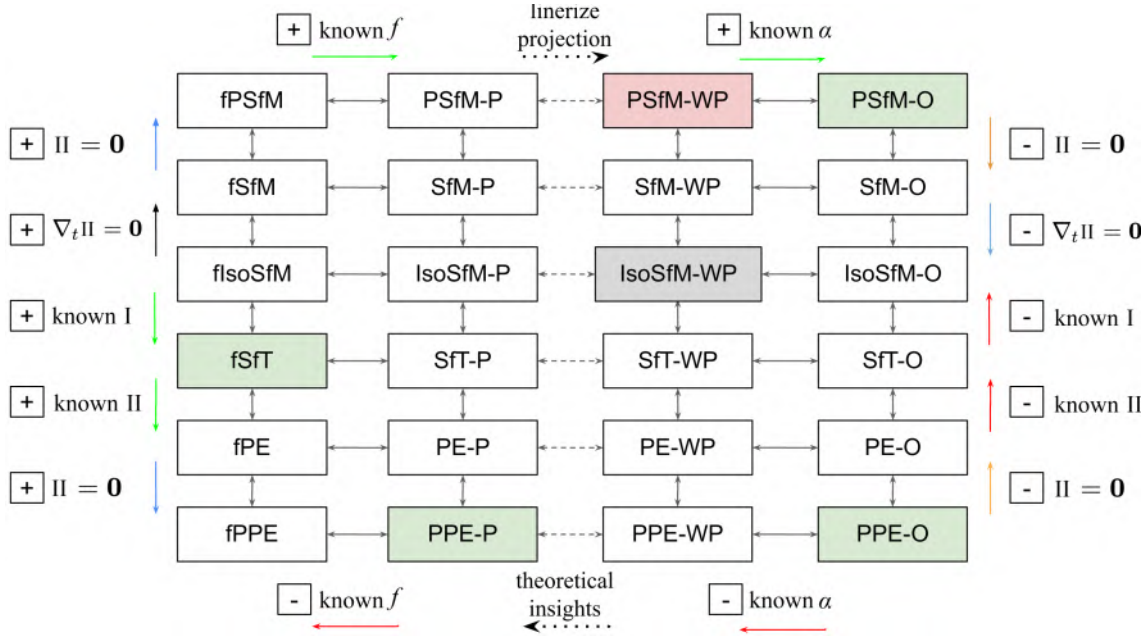 + known f
linerize
projection
+ known α
fPSfM PSfM-P PSfM-WP PSfM-O
+ II = 0
- II = 0
fSfM SfM-P SfM-WP SfM-O
+ ∇tII = 0
- ∇tII = 0
fIsoSfM IsoSfM-P IsoSfM-WP IsoSfM-O
+ known I
- known I
fSfT SfT-P SfT-WP SfT-O
+ known II
- known II
fPE PE-P PE-WP PE-O
+ II = 0
- II = 0
fPPE PPE-P PPE-WP PPE-O
- known f
theoretical
insights
- known α